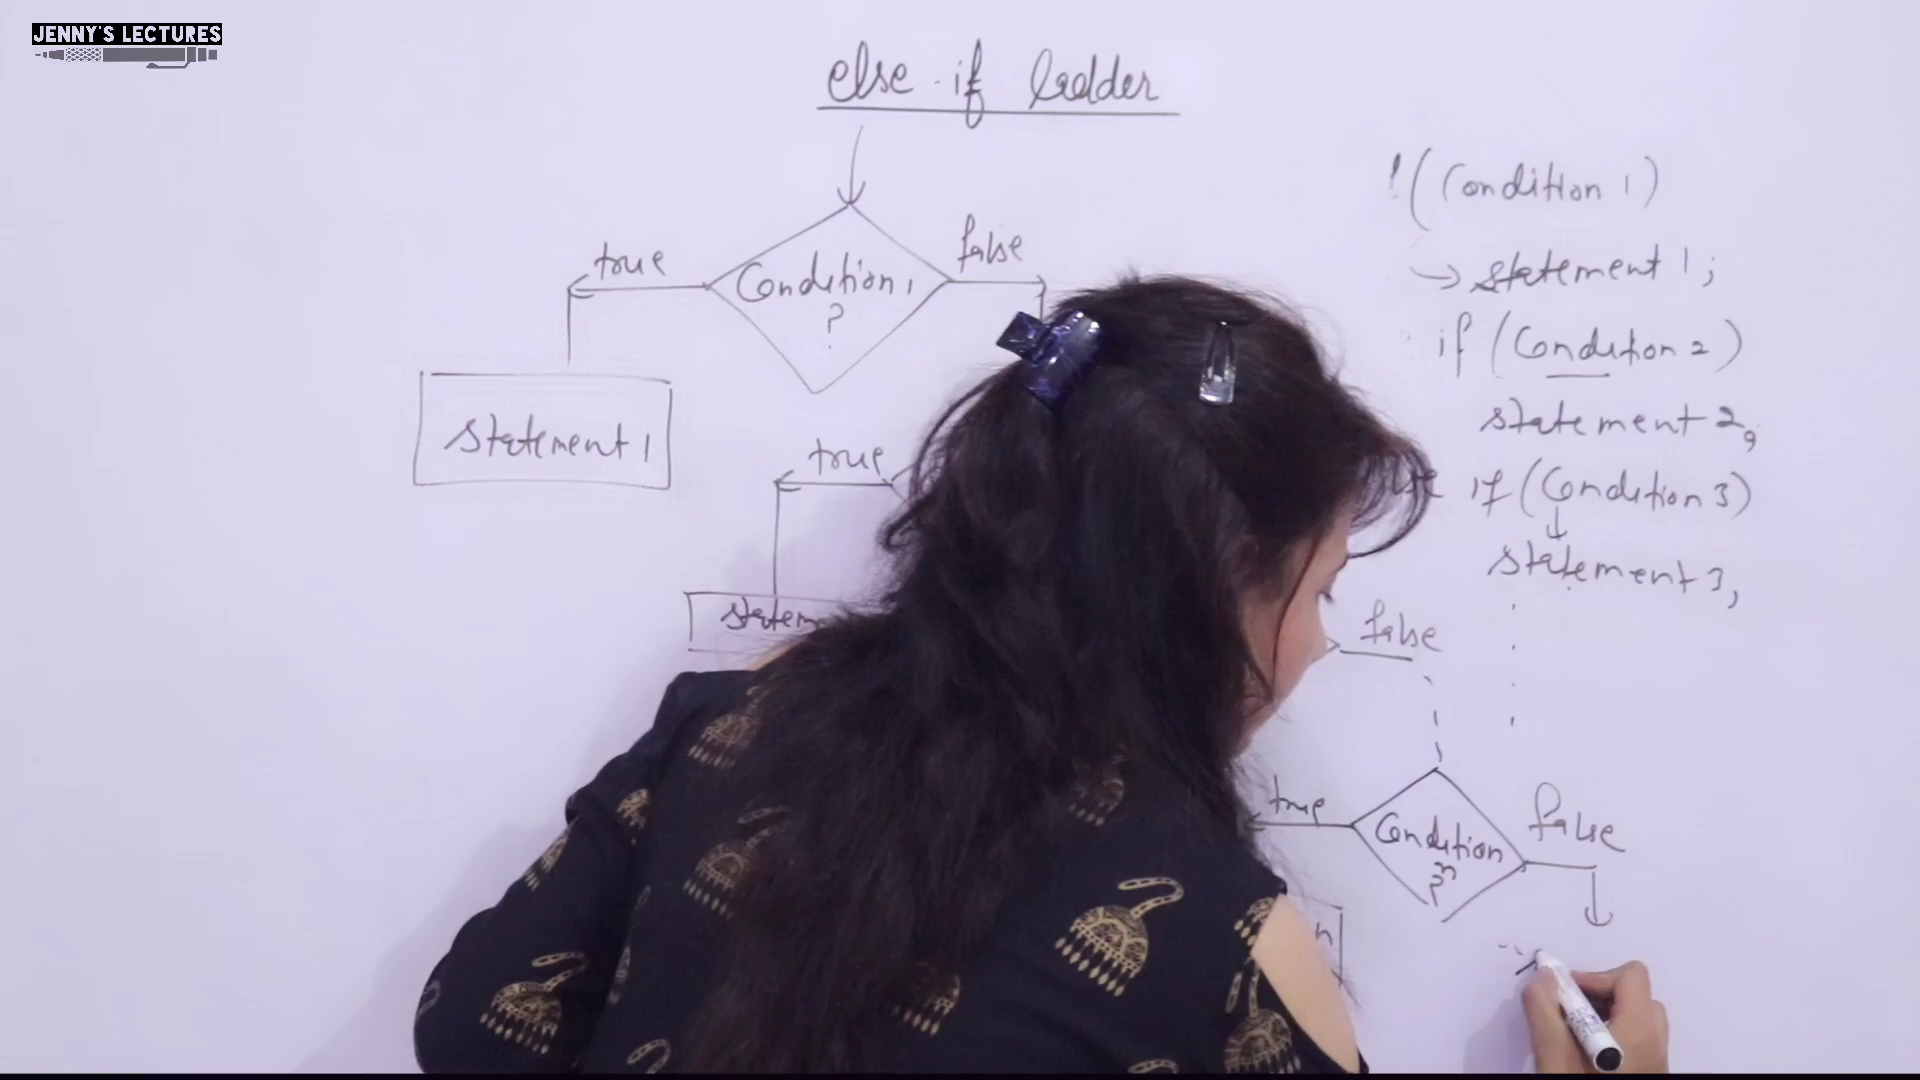 JENNY'S LECTURES
else-if ladder
(Condition 1)
statement 1;
if (Condition 2)
statement 2;
if (Condition 3)
statement 3;
true
Condition 1
?
false
statement 1
true
false
true
Condition n
?
false
n